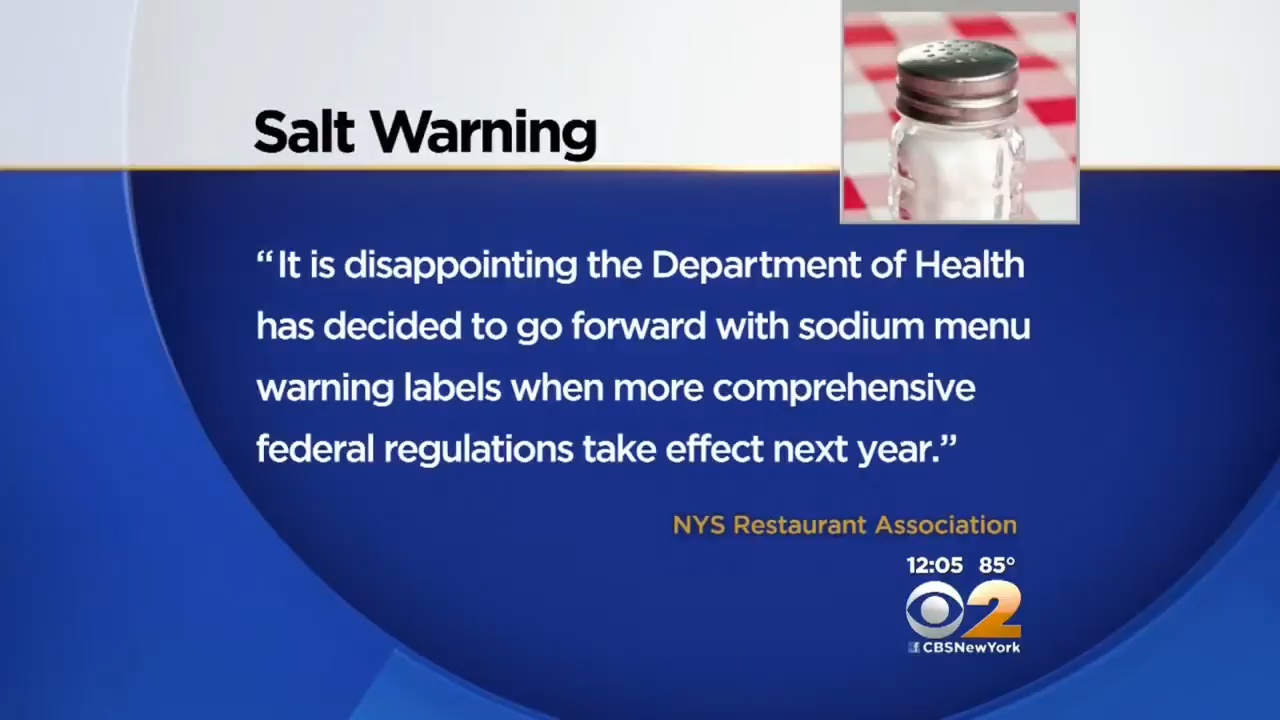 Salt Warning
“It is disappointing the Department of Health
has decided to go forward with sodium menu
warning labels when more comprehensive
federal regulations take effect next year.”
NYS Restaurant Association
12:05 85°
2
f CBSNewYork